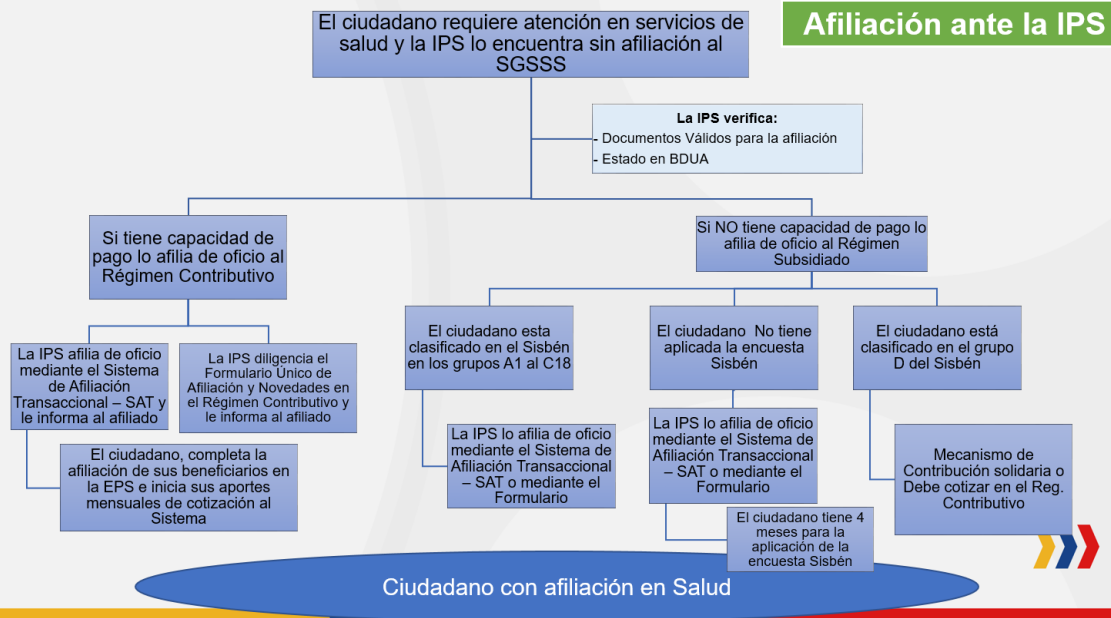 Afiliación ante la IPS
El ciudadano requiere atención en servicios de
salud y la IPS lo encuentra sin afiliación al
SGSSS
La IPS verifica:
- Documentos Válidos para la afiliación
- Estado en BDUA
Si tiene capacidad de
pago lo afilia de oficio al
Régimen Contributivo
Si NO tiene capacidad de pago lo
afilia de oficio al Régimen
Subsidiado
La IPS afilia de oficio
mediante el Sistema
de Afiliación
Transaccional – SAT y
le informa al afiliado
La IPS diligencia el
Formulario Único de
Afiliación y Novedades en
el Régimen Contributivo y
le informa al afiliado
El ciudadano, completa la
afiliación de sus beneficiarios en
la EPS e inicia sus aportes
mensuales de cotización al
Sistema
El ciudadano esta
clasificado en el Sisbén
en los grupos A1 al C18
La IPS lo afilia de oficio
mediante el Sistema de
Afiliación Transaccional
– SAT o mediante el
Formulario
El ciudadano No tiene
aplicada la encuesta
Sisbén
La IPS lo afilia de oficio
mediante el Sistema de
Afiliación Transaccional
– SAT o mediante el
Formulario
El ciudadano tiene 4
meses para la
aplicación de la
encuesta Sisbén
El ciudadano está
clasificado en el grupo
D del Sisbén
Mecanismo de
Contribución solidaria o
Debe cotizar en el Reg.
Contributivo
Ciudadano con afiliación en Salud